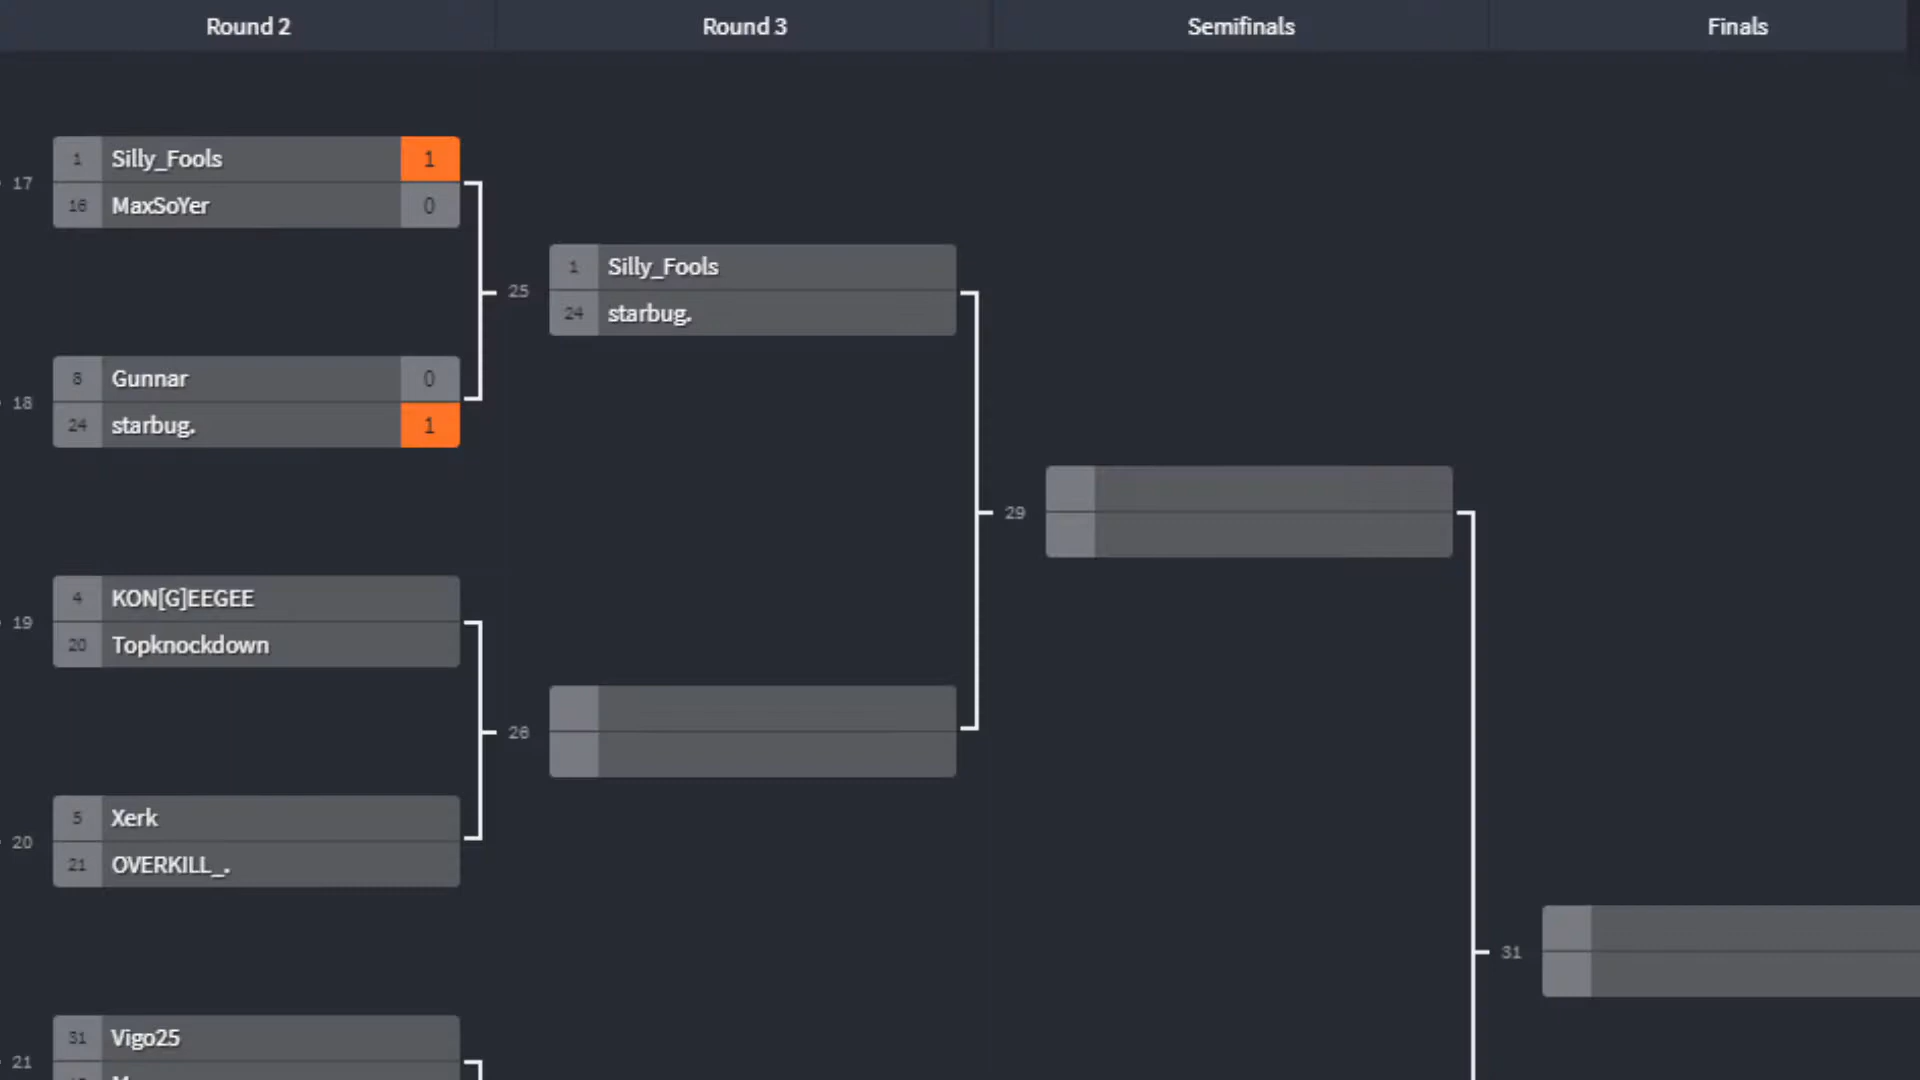 Round 2
Round 3
Semifinals
Finals
17
1 Silly_Fools 1
16 MaxSoYer 0
25
1 Silly_Fools
24 starbug.
18
8 Gunnar 0
24 starbug. 1
29
19
4 KON[G]EEGEE
20 Topknockdown
26
20
5 Xerk
21 OVERKILL_.
31
21
31 Vigo25